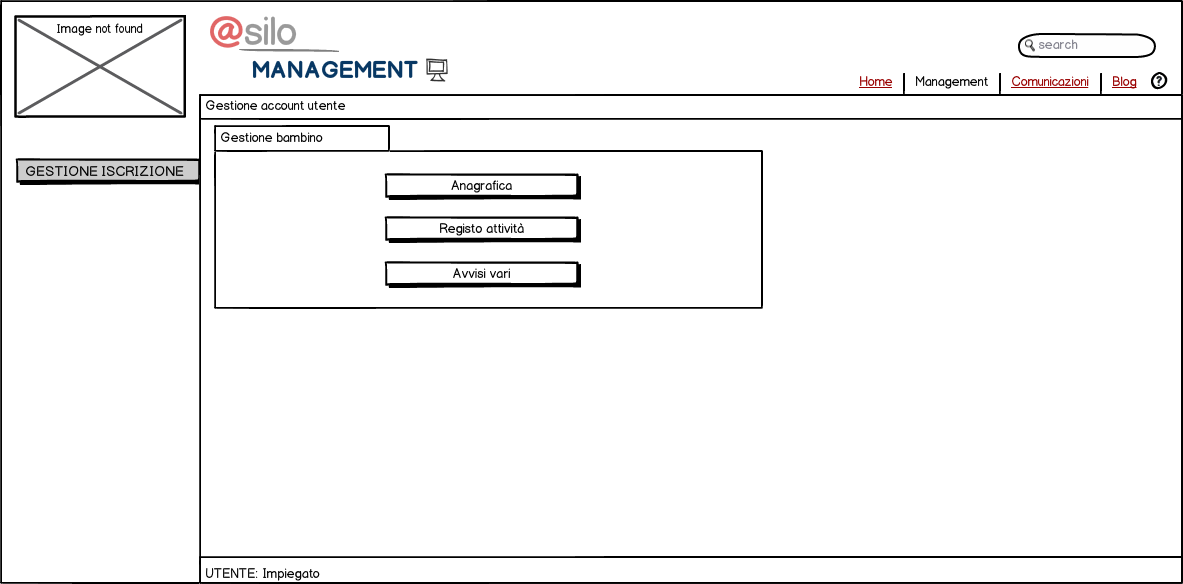 Image not found
@silo
MANAGEMENT
search
Home
Management
Comunicazioni
Blog
?
Gestione account utente
Gestione bambino
GESTIONE ISCRIZIONE
Anagrafica
Registo attività
Avvisi vari
UTENTE: Impiegato